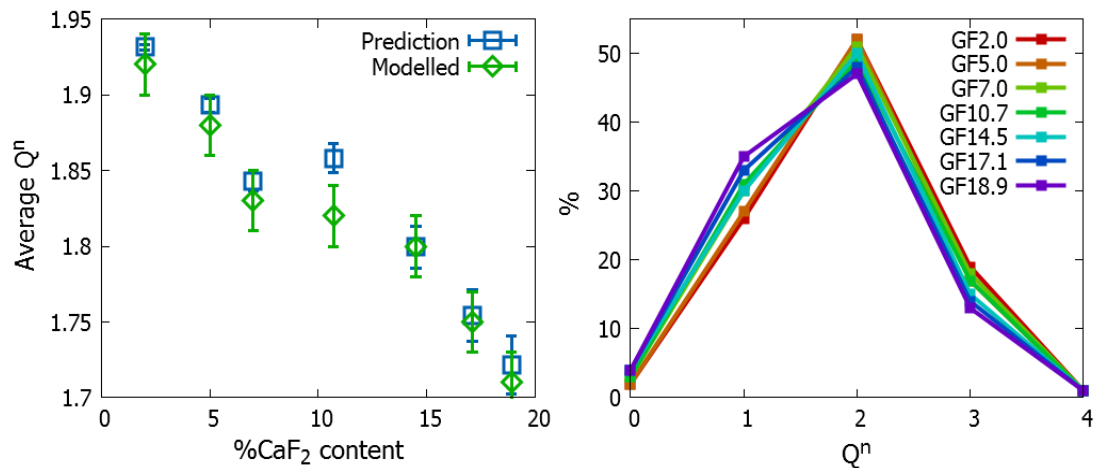 1.95
1.9
1.85
1.8
1.75
1.7
Average Qⁿ
0
5
10
15
20
%CaF₂ content
Prediction
Modelled
50
40
30
20
10
0
%
0
1
2
3
4
Qⁿ
GF2.0
GF5.0
GF7.0
GF10.7
GF14.5
GF17.1
GF18.9